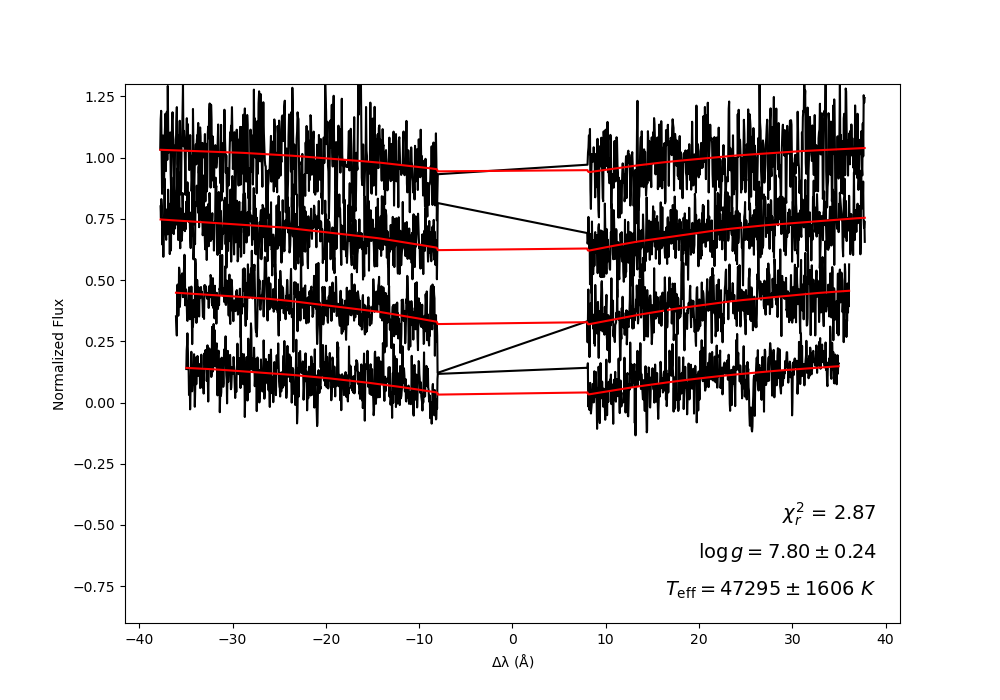 1.25
1.00
0.75
0.50
0.25
0.00
−0.25
−0.50
−0.75
Normalized Flux
χ²ᵣ = 2.87
log g = 7.80 ± 0.24
T_eff = 47295 ± 1606 K
−40 −30 −20 −10 0 10 20 30 40
Δλ (Å)